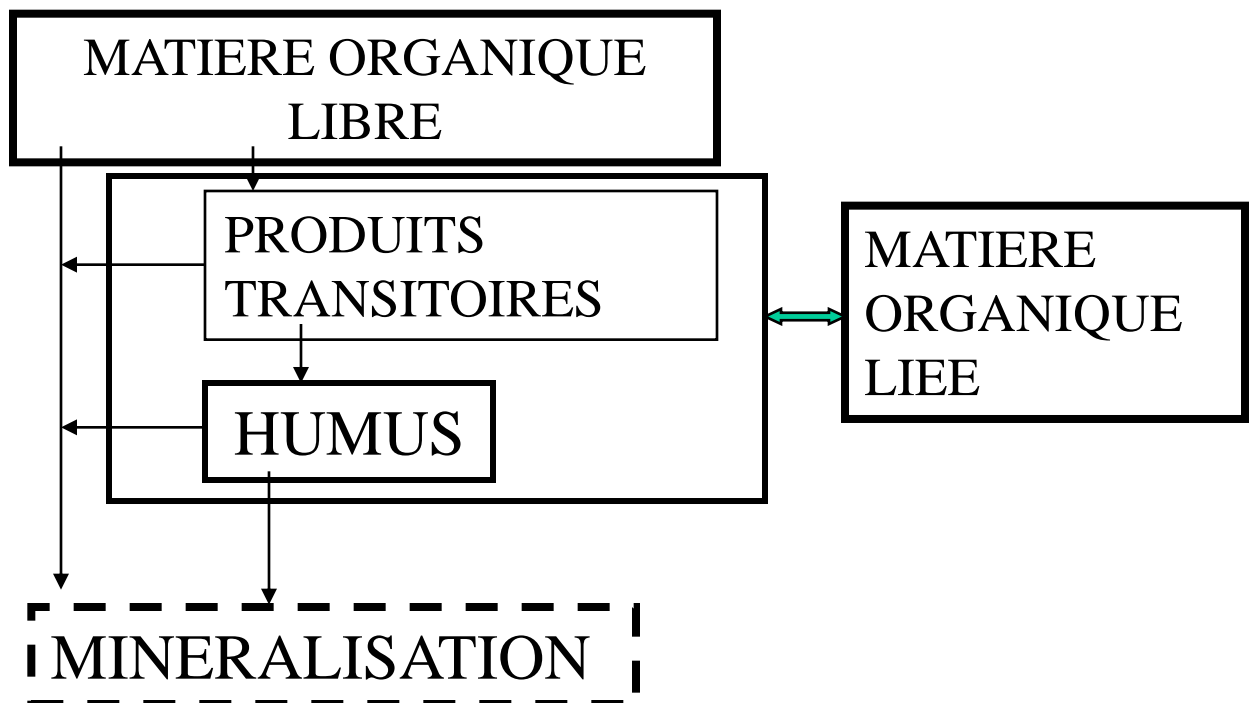 MATIERE ORGANIQUE
LIBRE
PRODUITS
TRANSITOIRES
MATIERE
ORGANIQUE
LIEE
HUMUS
MINERALISATION